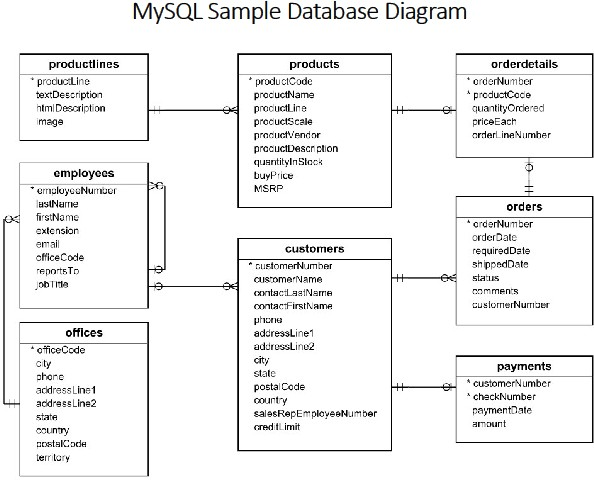 MySQL Sample Database Diagram
productlines
* productLine
textDescription
htmlDescription
image
products
* productCode
productName
productLine
productScale
productVendor
productDescription
quantityInStock
buyPrice
MSRP
orderdetails
* orderNumber
* productCode
quantityOrdered
priceEach
orderLineNumber
employees
* employeeNumber
lastName
firstName
extension
email
officeCode
reportsTo
jobTitle
customers
* customerNumber
customerName
contactLastName
contactFirstName
phone
addressLine1
addressLine2
city
state
postalCode
country
salesRepEmployeeNumber
creditLimit
orders
* orderNumber
orderDate
requiredDate
shippedDate
status
comments
customerNumber
offices
* officeCode
city
phone
addressLine1
addressLine2
state
country
postalCode
territory
payments
* customerNumber
* checkNumber
paymentDate
amount